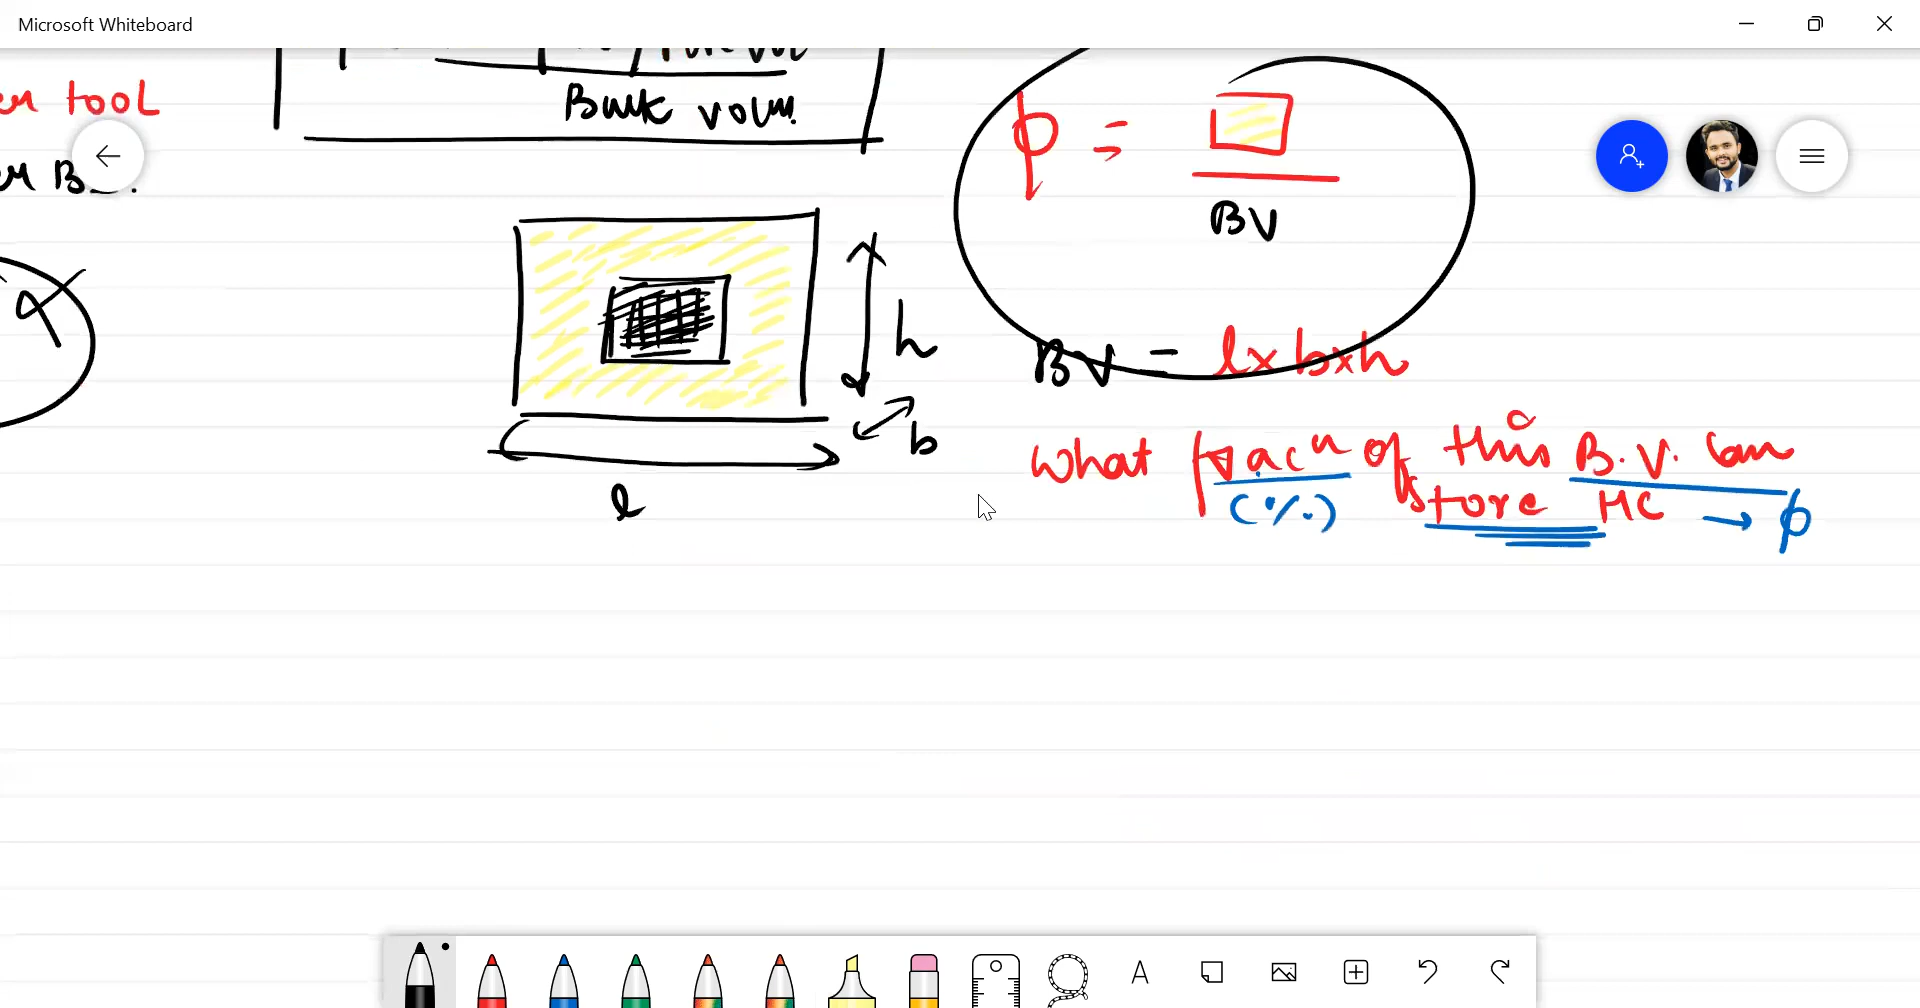 Microsoft Whiteboard
tool
Bulk volm.
B
ϕ =
BV
h
b
l
BV = l×b×h
What fracn of this B.V. can
(%) store HC → ϕ
A